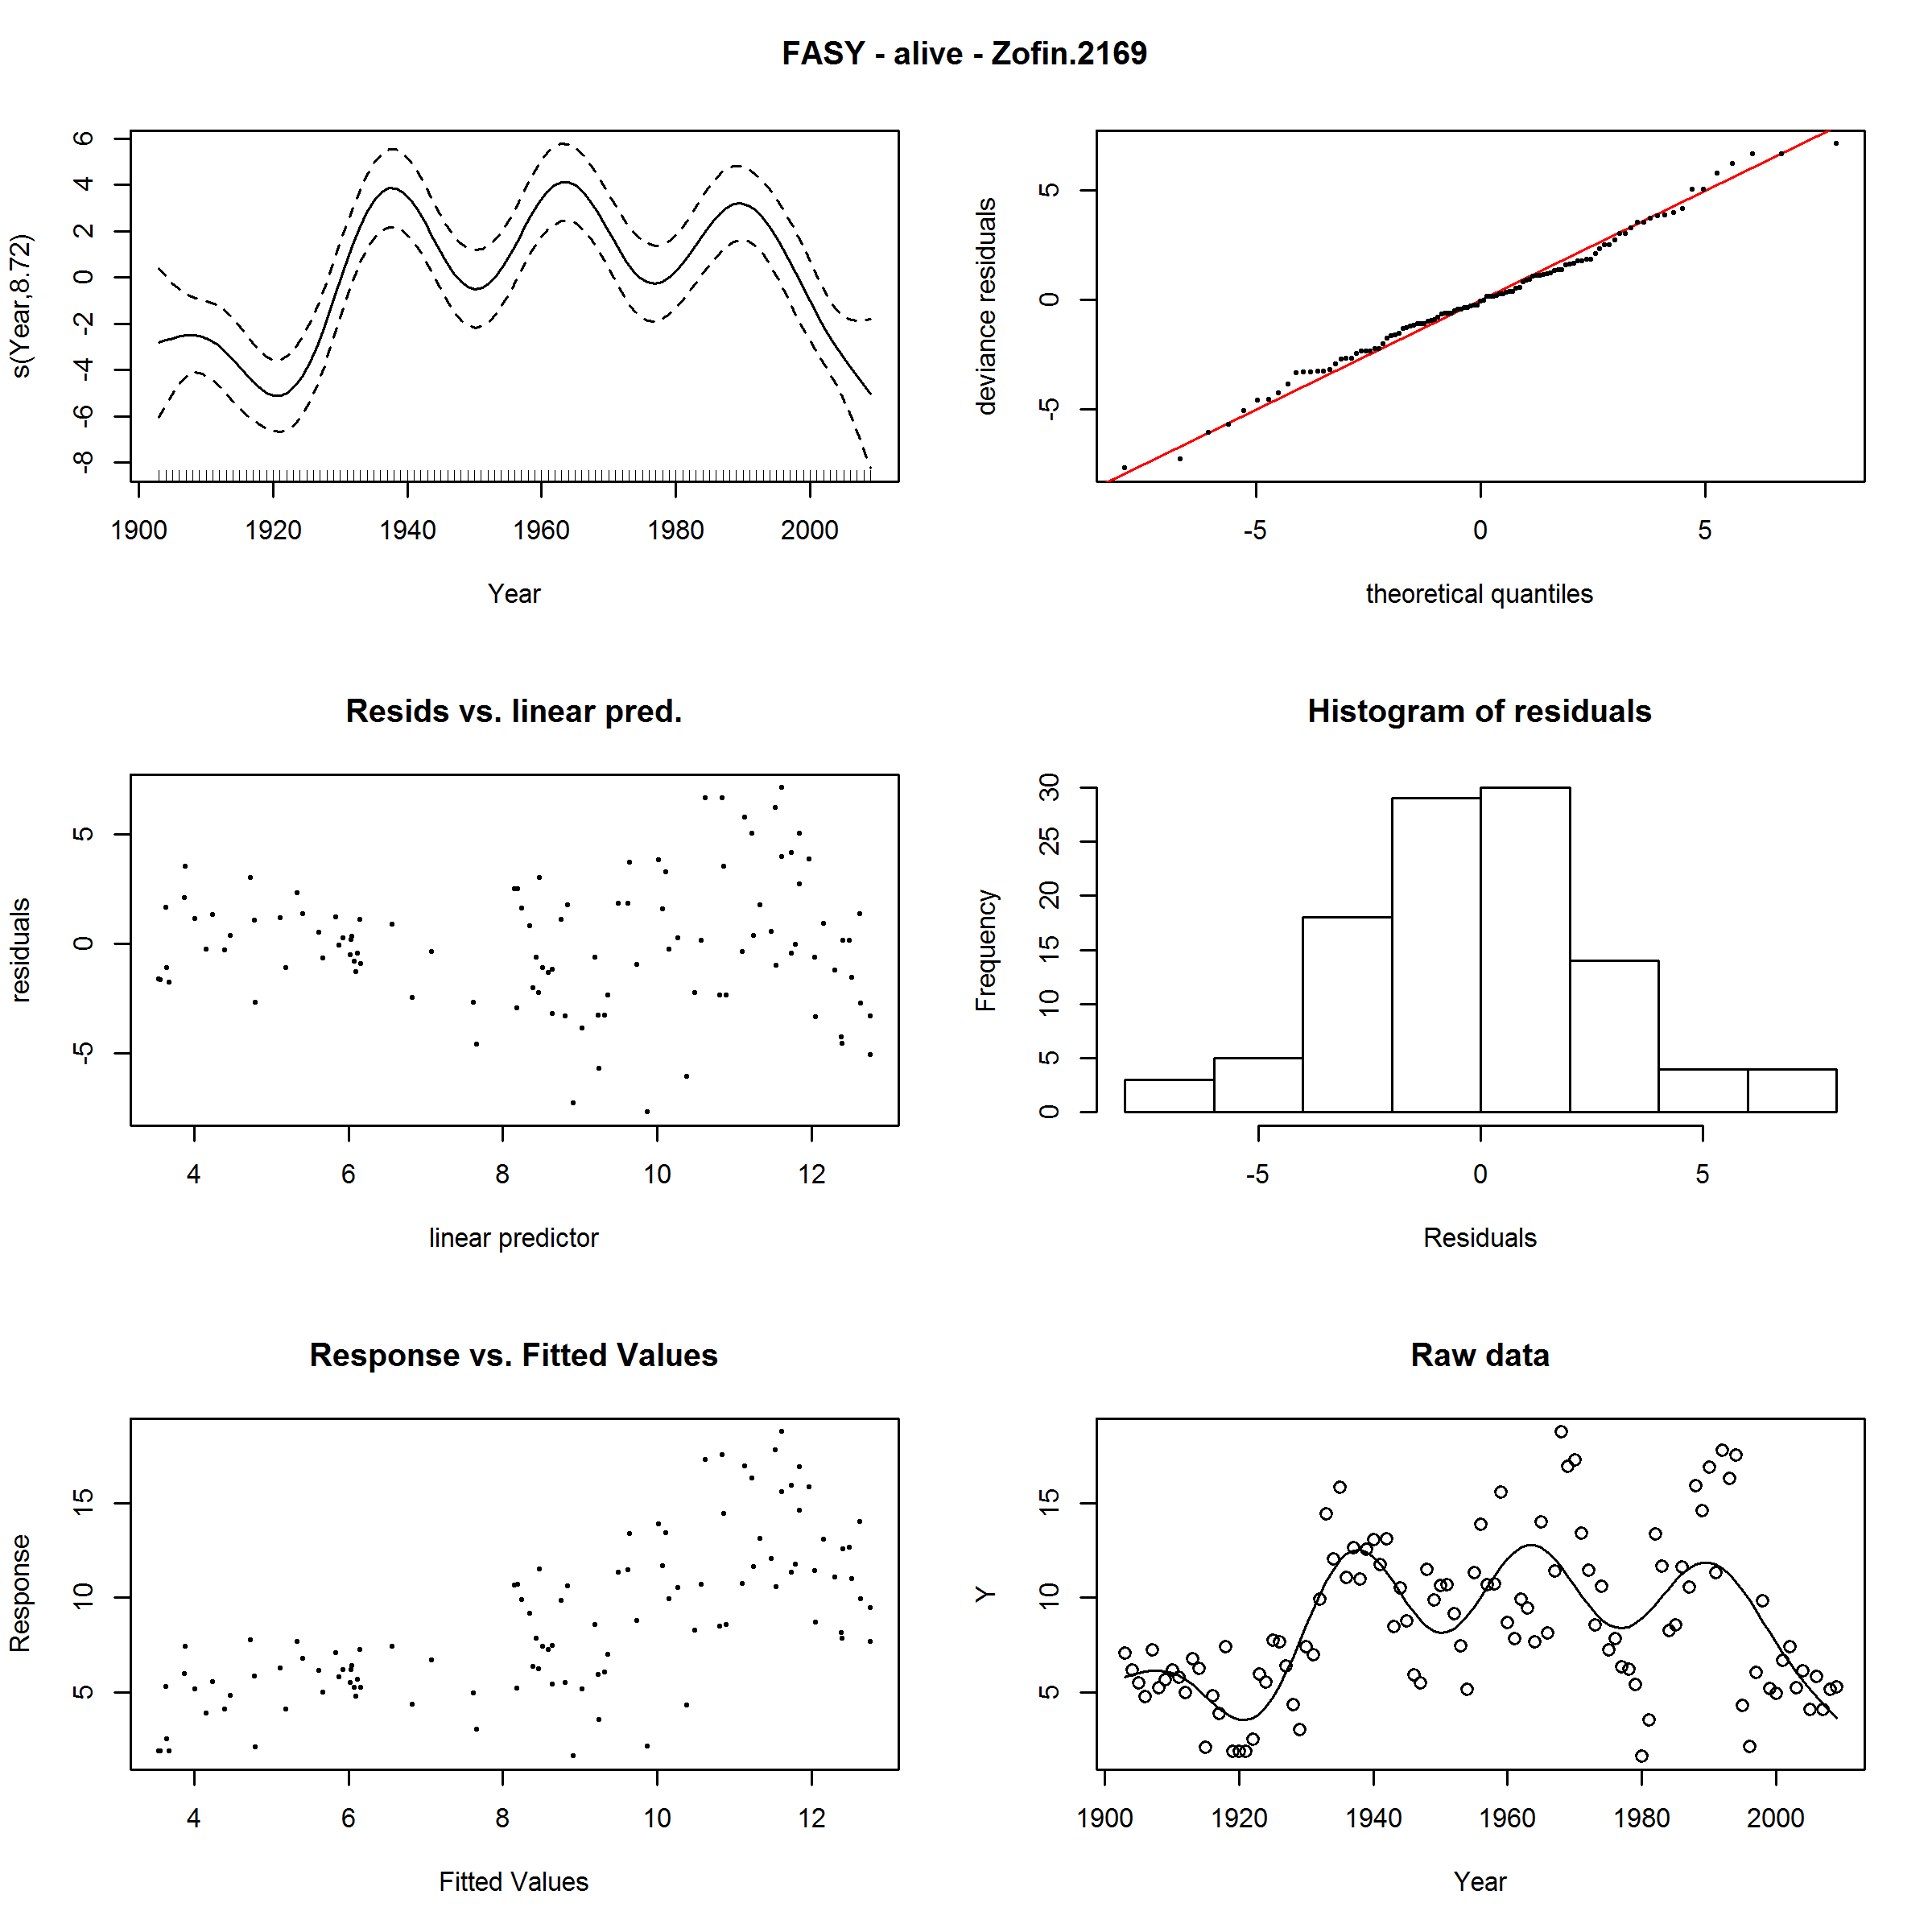 FASY - alive - Zofin.2169
s(Year,8.72)
6
4
2
0
-2
-4
-6
-8
1900 1920 1940 1960 1980 2000
Year
deviance residuals
5
0
-5
-5 0 5
theoretical quantiles
Resids vs. linear pred.
residuals
5
0
-5
4 6 8 10 12
linear predictor
Histogram of residuals
Frequency
30
25
20
15
10
5
0
-5 0 5
Residuals
Response vs. Fitted Values
Response
15
10
5
4 6 8 10 12
Fitted Values
Raw data
Y
15
10
5
1900 1920 1940 1960 1980 2000
Year